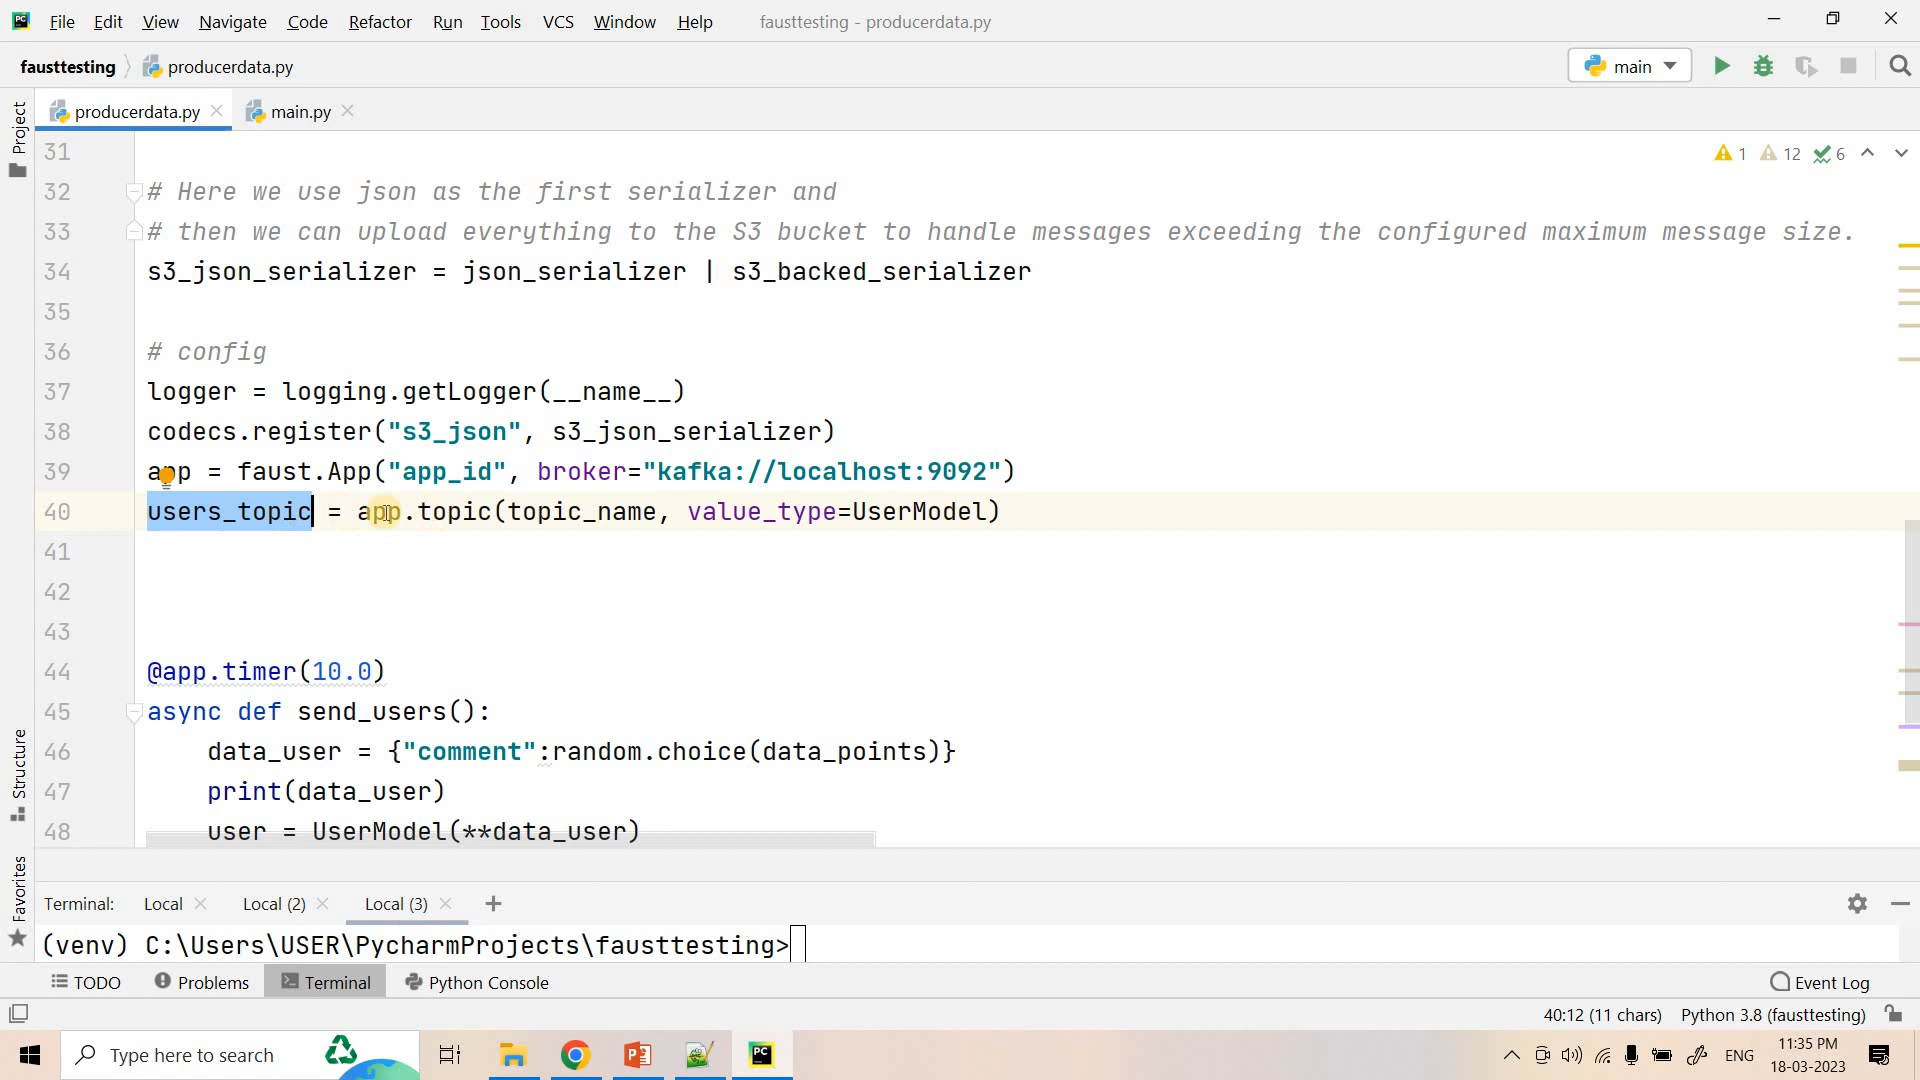 PC File Edit View Navigate Code Refactor Run Tools VCS Window Help fausttesting - producerdata.py
fausttesting producerdata.py main
Project
producerdata.py main.py
31 1 12 6
32 # Here we use json as the first serializer and
33 # then we can upload everything to the S3 bucket to handle messages exceeding the configured maximum message size.
34 s3_json_serializer = json_serializer | s3_backed_serializer
35
36 # config
37 logger = logging.getLogger(__name__)
38 codecs.register("s3_json", s3_json_serializer)
39 app = faust.App("app_id", broker="kafka://localhost:9092")
40 users_topic = app.topic(topic_name, value_type=UserModel)
41
42
43
44 @app.timer(10.0)
45 async def send_users():
46 data_user = {"comment":random.choice(data_points)}
47 print(data_user)
48 user = UserModel(**data_user)
Structure
Favorites
Terminal: Local Local (2) Local (3) +
(venv) C:\Users\USER\PycharmProjects\fausttesting>
TODO Problems Terminal Python Console Event Log
40:12 (11 chars) Python 3.8 (fausttesting)
Type here to search PC ENG 11:35 PM
18-03-2023